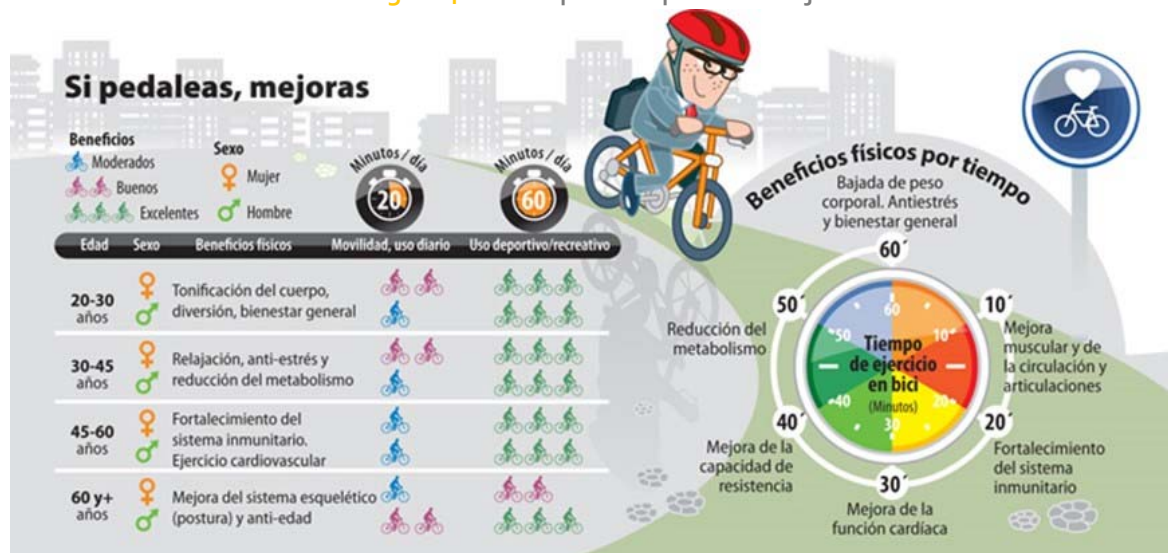 Si pedaleas, mejoras
Beneficios
Moderados
Buenos
Excelentes
Sexo
Mujer
Hombre
Minutos / día
20
Minutos / día
60
Edad Sexo Beneficios físicos Movilidad, uso diario Uso deportivo/recreativo
20-30
años
Tonificación del cuerpo,
diversión, bienestar general
30-45
años
Relajación, anti-estrés y
reducción del metabolismo
45-60
años
Fortalecimiento del
sistema inmunitario.
Ejercicio cardiovascular
60 y+
años
Mejora del sistema esquelético
(postura) y anti-edad
Beneficios físicos por tiempo
Bajada de peso
corporal. Antiestrés
y bienestar general
60´
10´
Mejora
muscular y de
la circulación y
articulaciones
20´
Fortalecimiento
del sistema
inmunitario
30´
Mejora de la
función cardíaca
40´
Mejora de la
capacidad de
resistencia
50´
Reducción del
metabolismo
60
10
20
30
40
50
Tiempo
de ejercicio
en bici
(Minutos)